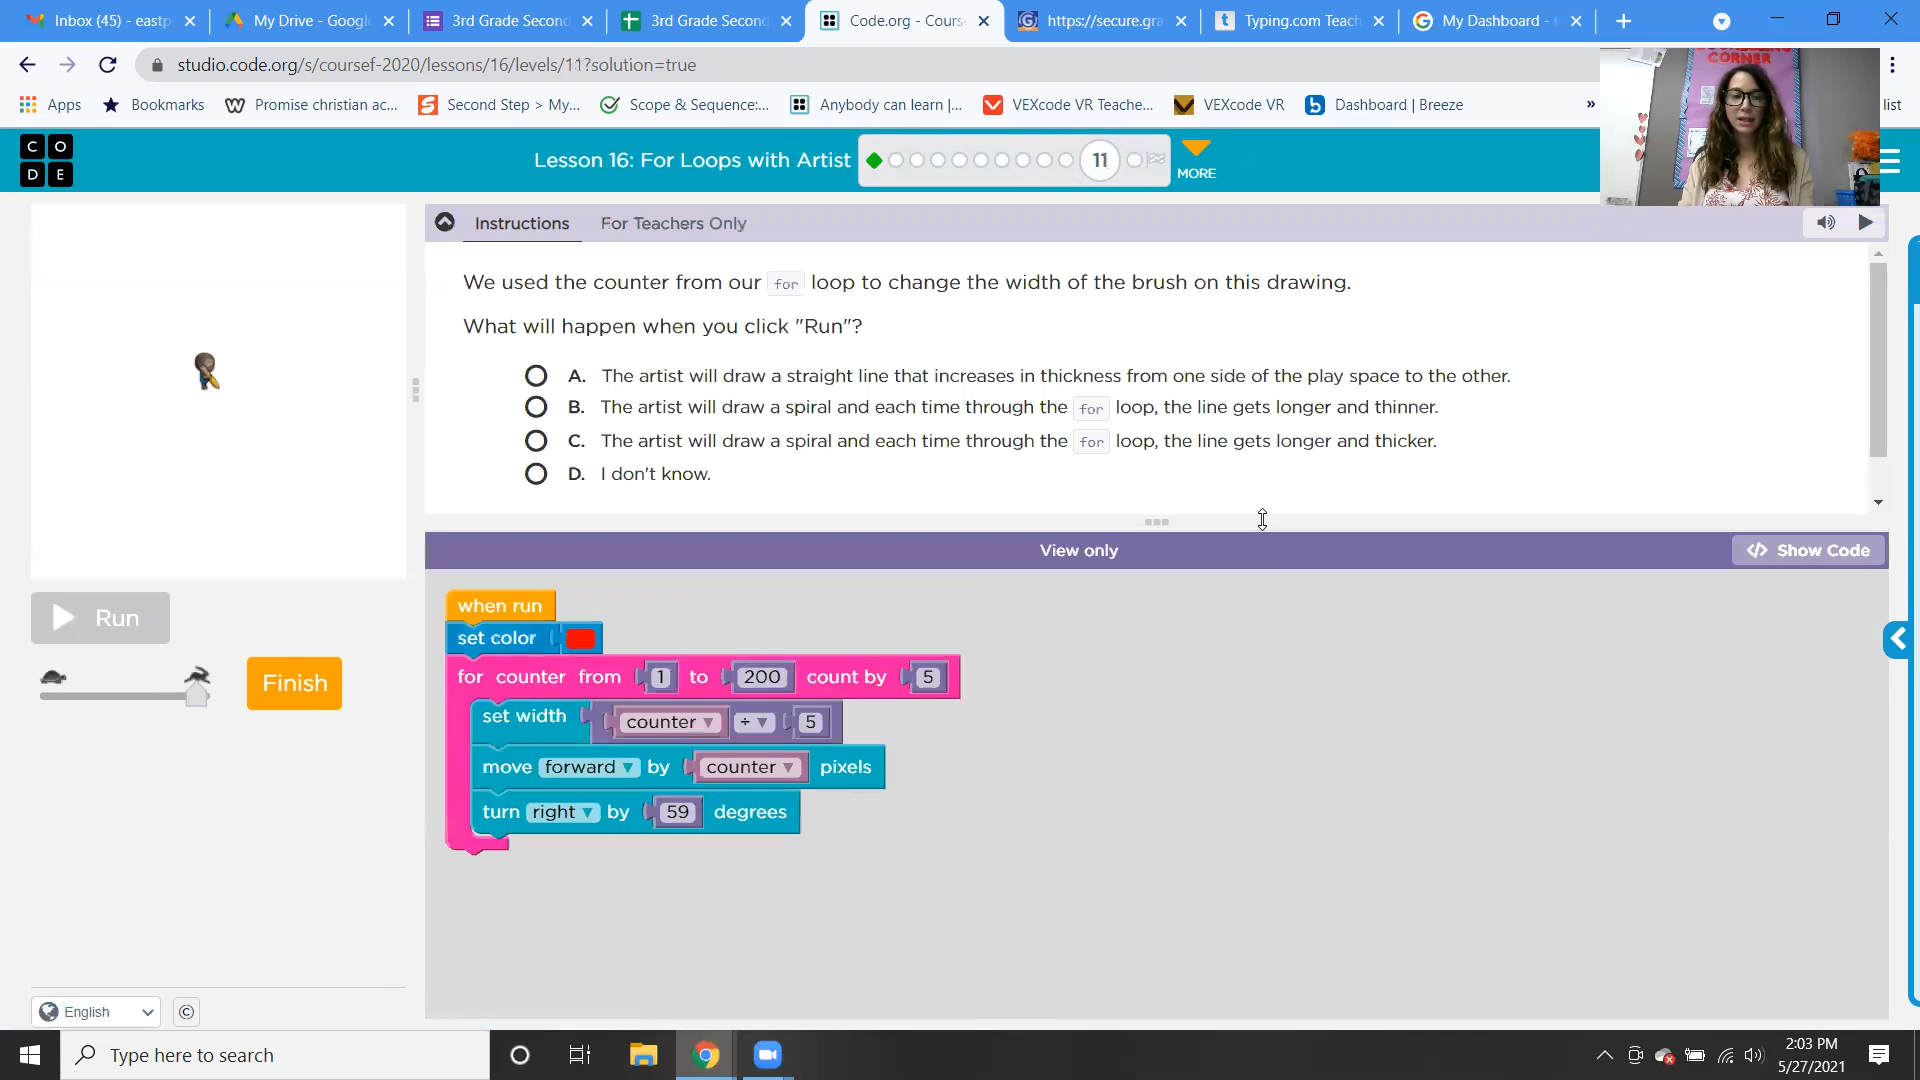 Inbox (45) - eastp
My Drive - Google
3rd Grade Second
3rd Grade Second
Code.org - Cours
https://secure.gra
Typing.com Teach
My Dashboard -
studio.code.org/s/coursef-2020/lessons/16/levels/11?solution=true
Apps
Bookmarks
Promise christian ac...
Second Step > My...
Scope & Sequence:...
Anybody can learn |...
VEXcode VR Teache...
VEXcode VR
Dashboard | Breeze
»
list
CORNER
C O
D E
Lesson 16: For Loops with Artist
11
MORE
Instructions
For Teachers Only
We used the counter from our for loop to change the width of the brush on this drawing.
What will happen when you click "Run"?
A. The artist will draw a straight line that increases in thickness from one side of the play space to the other.
B. The artist will draw a spiral and each time through the for loop, the line gets longer and thinner.
C. The artist will draw a spiral and each time through the for loop, the line gets longer and thicker.
D. I don't know.
View only
</> Show Code
Run
Finish
when run
set color
for counter from 1 to 200 count by 5
set width counter ÷ 5
move forward by counter pixels
turn right by 59 degrees
English
©
Type here to search
2:03 PM
5/27/2021